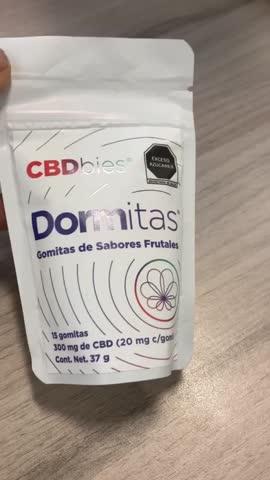 CBDbies®
EXCESO
AZÚCARES
Dormitas®
Gomitas de Sabores Frutales
15 gomitas
300 mg de CBD (20 mg c/gom
Cont. Net. 37 g